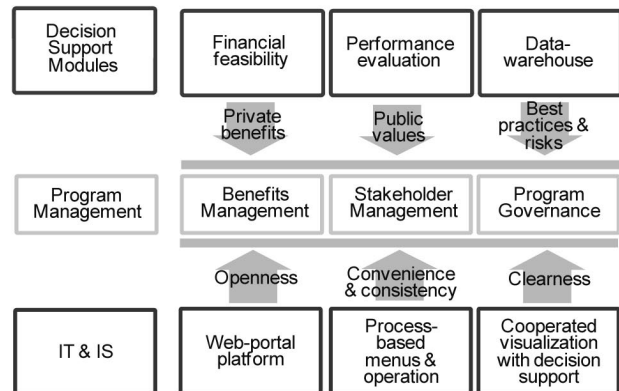 Decision
Support
Modules
Financial
feasibility
Performance
evaluation
Data-
warehouse
Private
benefits
Public
values
Best
practices &
risks
Program
Management
Benefits
Management
Stakeholder
Management
Program
Governance
Openness
Convenience
& consistency
Clearness
IT & IS
Web-portal
platform
Process-
based
menus &
operation
Cooperated
visualization
with decision
support